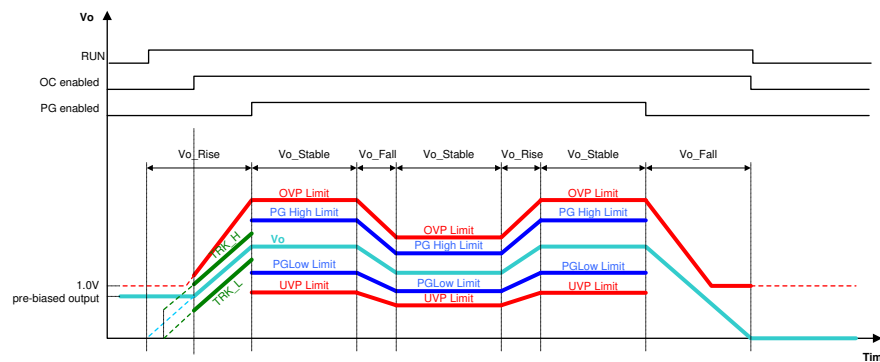 Vo
RUN
OC enabled
PG enabled
Vo_Rise Vo_Stable Vo_Fall Vo_Stable Vo_Rise Vo_Stable Vo_Fall
OVP Limit OVP Limit
PG High Limit PG High Limit
OVP Limit
TRK_H Vo PG High Limit
PGLow Limit PGLow Limit
1.0V TRK_L UVP Limit PGLow Limit UVP Limit
pre-biased output UVP Limit
Tim